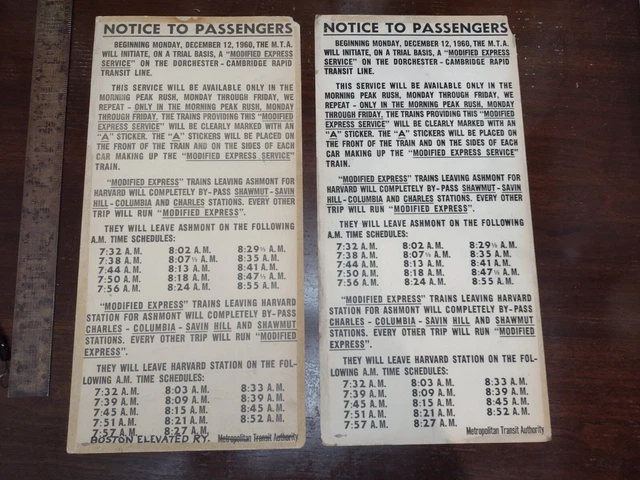 NOTICE TO PASSENGERS
BEGINNING MONDAY, DECEMBER 12, 1960, THE M.T.A.
WILL INITIATE, ON A TRIAL BASIS, A "MODIFIED EXPRESS
SERVICE" ON THE DORCHESTER - CAMBRIDGE RAPID
TRANSIT LINE.
THIS SERVICE WILL BE AVAILABLE ONLY IN THE
MORNING PEAK RUSH, MONDAY THROUGH FRIDAY, WE
REPEAT - ONLY IN THE MORNING PEAK RUSH, MONDAY
THROUGH FRIDAY. THE TRAINS PROVIDING THIS "MODIFIED
EXPRESS SERVICE" WILL BE CLEARLY MARKED WITH AN
"A" STICKER. THE "A" STICKERS WILL BE PLACED ON
THE FRONT OF THE TRAIN AND ON THE SIDES OF EACH
CAR MAKING UP THE "MODIFIED EXPRESS SERVICE"
TRAIN.
"MODIFIED EXPRESS" TRAINS LEAVING ASHMONT FOR
HARVARD WILL COMPLETELY BY-PASS SHAWMUT - SAVIN
HILL - COLUMBIA AND CHARLES STATIONS. EVERY OTHER
TRIP WILL RUN "MODIFIED EXPRESS".
THEY WILL LEAVE ASHMONT ON THE FOLLOWING
A.M. TIME SCHEDULES:
7:32 A.M. 8:02 A.M. 8:29½ A.M.
7:38 A.M. 8:07½ A.M. 8:35 A.M.
7:44 A.M. 8:13 A.M. 8:41 A.M.
7:50 A.M. 8:18 A.M. 8:47½ A.M.
7:56 A.M. 8:24 A.M. 8:55 A.M.
"MODIFIED EXPRESS" TRAINS LEAVING HARVARD
STATION FOR ASHMONT WILL COMPLETELY BY-PASS
CHARLES - COLUMBIA - SAVIN HILL AND SHAWMUT
STATIONS. EVERY OTHER TRIP WILL RUN "MODIFIED
EXPRESS".
THEY WILL LEAVE HARVARD STATION ON THE FOL-
LOWING A.M. TIME SCHEDULES:
7:32 A.M. 8:03 A.M. 8:33 A.M.
7:39 A.M. 8:09 A.M. 8:39 A.M.
7:45 A.M. 8:15 A.M. 8:45 A.M.
7:51 A.M. 8:21 A.M. 8:52 A.M.
7:57 A.M. 8:27 A.M.
BOSTON ELEVATED RY. Metropolitan Transit Authority
NOTICE TO PASSENGERS
BEGINNING MONDAY, DECEMBER 12, 1960, THE M.T.A.
WILL INITIATE, ON A TRIAL BASIS, A "MODIFIED EXPRESS
SERVICE" ON THE DORCHESTER - CAMBRIDGE RAPID
TRANSIT LINE.
THIS SERVICE WILL BE AVAILABLE ONLY IN THE
MORNING PEAK RUSH, MONDAY THROUGH FRIDAY, WE
REPEAT - ONLY IN THE MORNING PEAK RUSH, MONDAY
THROUGH FRIDAY. THE TRAINS PROVIDING THIS "MODIFIED
EXPRESS SERVICE" WILL BE CLEARLY MARKED WITH AN
"A" STICKER. THE "A" STICKERS WILL BE PLACED ON
THE FRONT OF THE TRAIN AND ON THE SIDES OF EACH
CAR MAKING UP THE "MODIFIED EXPRESS SERVICE"
TRAIN.
"MODIFIED EXPRESS" TRAINS LEAVING ASHMONT FOR
HARVARD WILL COMPLETELY BY-PASS SHAWMUT - SAVIN
HILL - COLUMBIA AND CHARLES STATIONS. EVERY OTHER
TRIP WILL RUN "MODIFIED EXPRESS".
THEY WILL LEAVE ASHMONT ON THE FOLLOWING
A.M. TIME SCHEDULES:
7:32 A.M. 8:02 A.M. 8:29½ A.M.
7:38 A.M. 8:07½ A.M. 8:35 A.M.
7:44 A.M. 8:13 A.M. 8:41 A.M.
7:50 A.M. 8:18 A.M. 8:47½ A.M.
7:56 A.M. 8:24 A.M. 8:55 A.M.
"MODIFIED EXPRESS" TRAINS LEAVING HARVARD
STATION FOR ASHMONT WILL COMPLETELY BY-PASS
CHARLES - COLUMBIA - SAVIN HILL AND SHAWMUT
STATIONS. EVERY OTHER TRIP WILL RUN "MODIFIED
EXPRESS".
THEY WILL LEAVE HARVARD STATION ON THE FOL-
LOWING A.M. TIME SCHEDULES:
7:32 A.M. 8:03 A.M. 8:33 A.M.
7:39 A.M. 8:09 A.M. 8:39 A.M.
7:45 A.M. 8:15 A.M. 8:45 A.M.
7:51 A.M. 8:21 A.M. 8:52 A.M.
7:57 A.M. 8:27 A.M.
Metropolitan Transit Authority